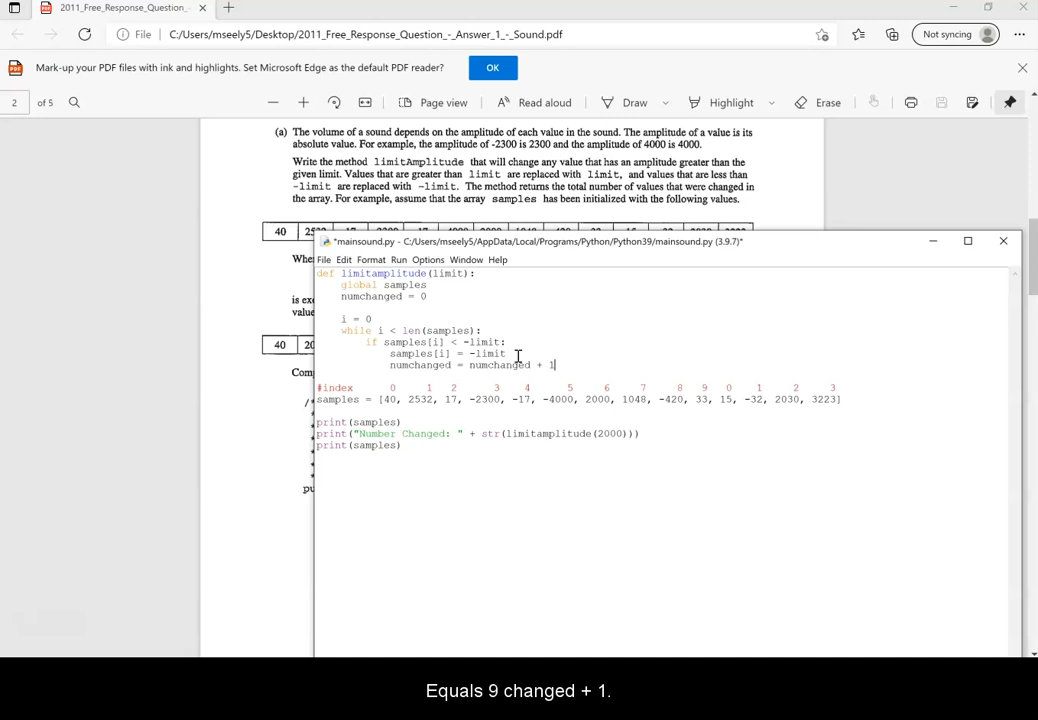 2011_Free_Response_Question_-
File
C:/Users/mseely5/Desktop/2011_Free_Response_Question_-_Answer_1_-_Sound.pdf
Not syncing
Mark-up your PDF files with ink and highlights. Set Microsoft Edge as the default PDF reader?
OK
2 of 5
Page view
Read aloud
Draw
Highlight
Erase
(a) The volume of a sound depends on the amplitude of each value in the sound. The amplitude of a value is its
absolute value. For example, the amplitude of -2300 is 2300 and the amplitude of 4000 is 4000.
Write the method limitAmplitude that will change any value that has an amplitude greater than the
given limit. Values that are greater than limit are replaced with limit, and values that are less than
-limit are replaced with -limit. The method returns the total number of values that were changed in
the array. For example, assume that the array samples has been initialized with the following values.
40
*mainsound.py - C:/Users/mseely5/AppData/Local/Programs/Python/Python39/mainsound.py (3.9.7)*
File Edit Format Run Options Window Help
def limitamplitude(limit):
global samples
numchanged = 0
i = 0
while i < len(samples):
if samples[i] < -limit:
samples[i] = -limit
numchanged = numchanged + 1
#index 0 1 2 3 4 5 6 7 8 9 0 1 2 3
samples = [40, 2532, 17, -2300, -17, -4000, 2000, 1048, -420, 33, 15, -32, 2030, 3223]
print(samples)
print("Number Changed: " + str(limitamplitude(2000)))
print(samples)
Whe
is ex
value
40 20
Com
/*
*
*
*
*
*
pu
Equals 9 changed + 1.